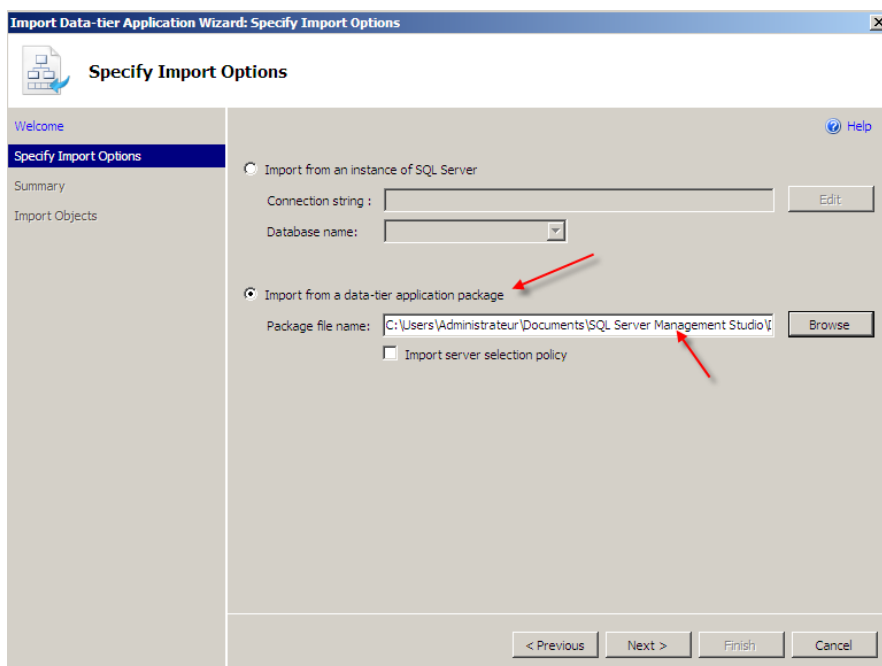 Import Data-tier Application Wizard: Specify Import Options
Specify Import Options
Welcome
Help
Specify Import Options
Summary
Import Objects
Import from an instance of SQL Server
Connection string :
Edit
Database name:
Import from a data-tier application package
Package file name: C:\Users\Administrateur\Documents\SQL Server Management Studio\ Browse
Import server selection policy
< Previous Next > Finish Cancel